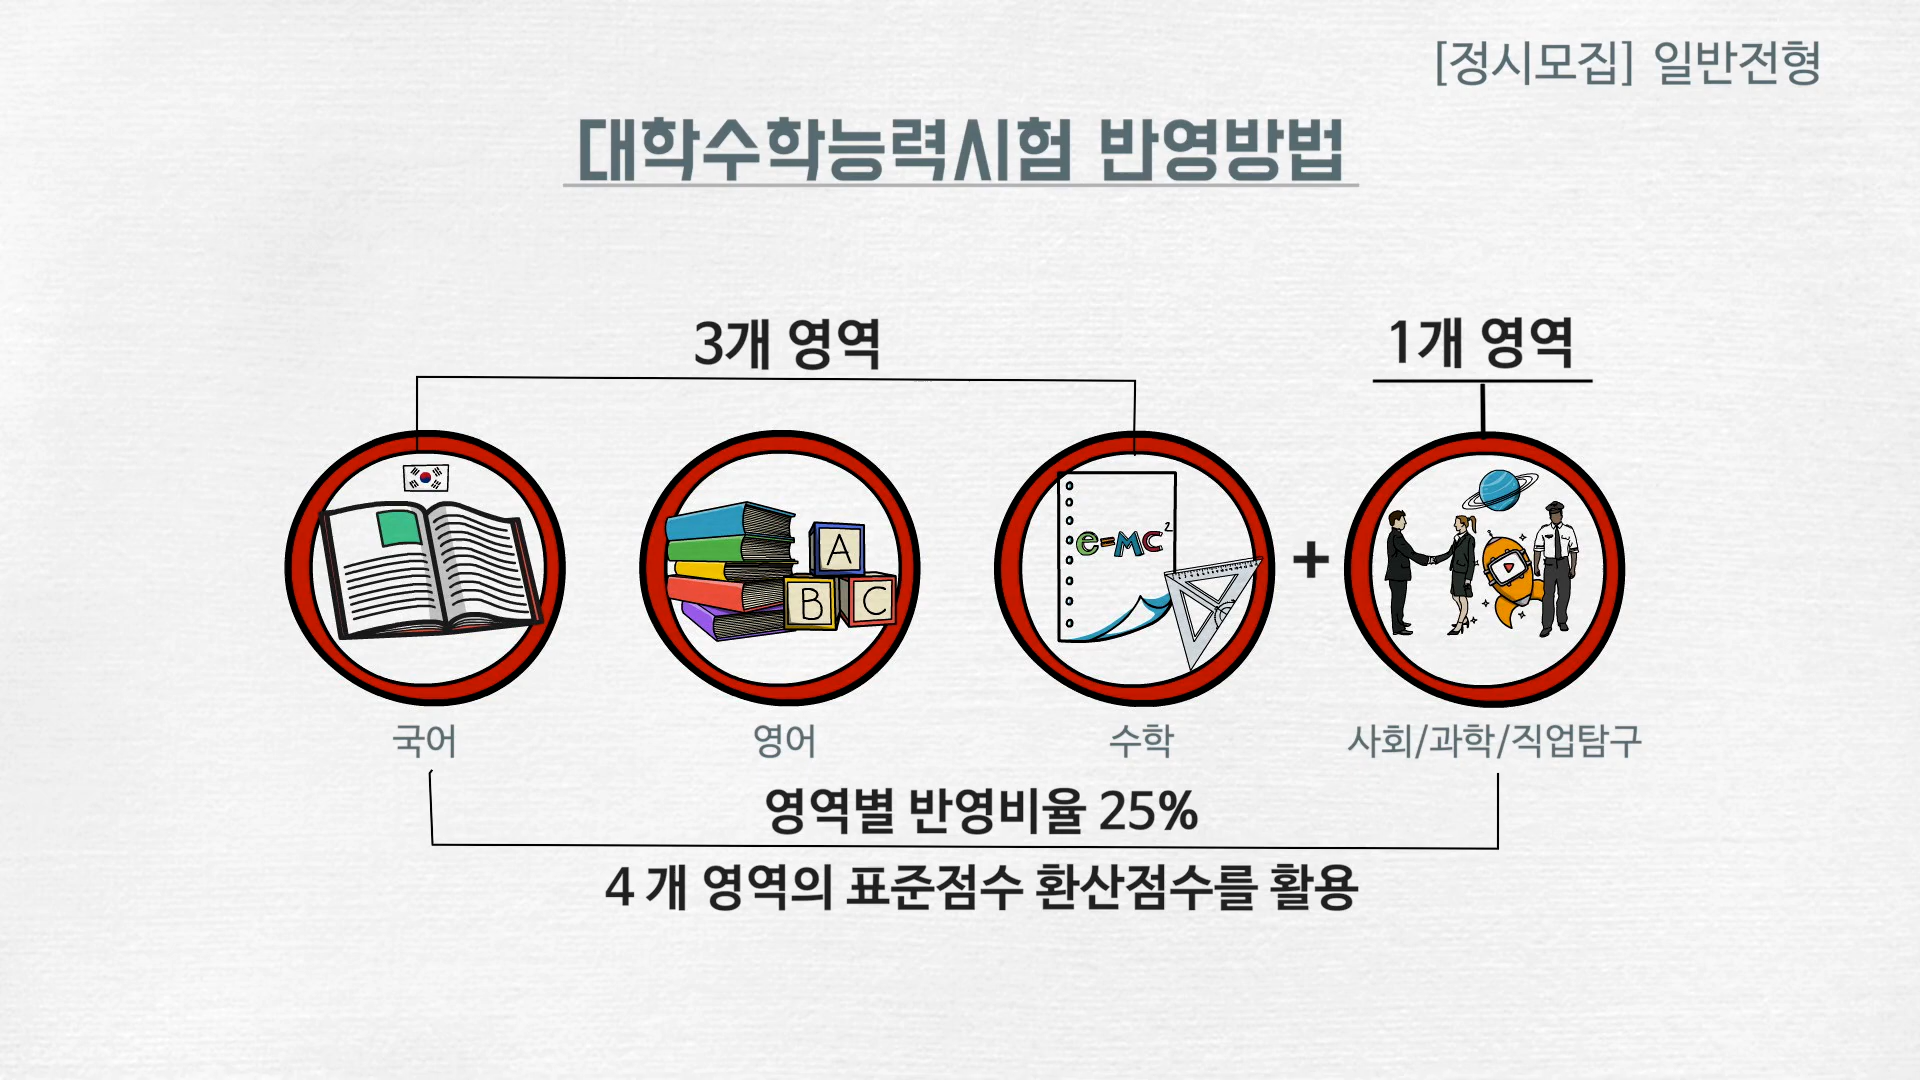 [정시모집] 일반전형
대학수학능력시험 반영방법
3개 영역
1개 영역
A
B C
e=mc²
+
국어
영어
수학
사회/과학/직업탐구
영역별 반영비율 25%
4 개 영역의 표준점수 환산점수를 활용